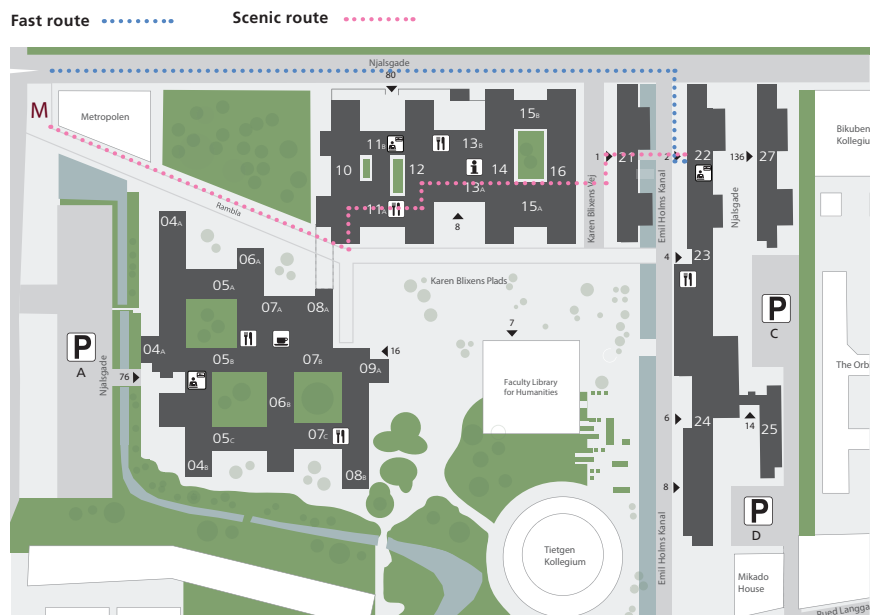 Fast route
Scenic route
Njalsgade
80
M
Metropolen
Bikuben
Kollegiu
15B
11B
13B
10
12
14
16
13A
11A
15A
8
1
21
2
22
136
27
Karen Blixens Vej
Emil Holms Kanal
Njalsgade
Rambla
04A
06A
05A
07A
08A
4
23
Karen Blixens Plads
P
C
P
A
Njalsgade
04A
05B
07B
16
09A
7
76
Faculty Library
for Humanities
The Orbi
06B
05C
07C
04B
08B
6
24
14
25
8
P
D
Emil Holms Kanal
Tietgen
Kollegium
Mikado
House
Rued Langga